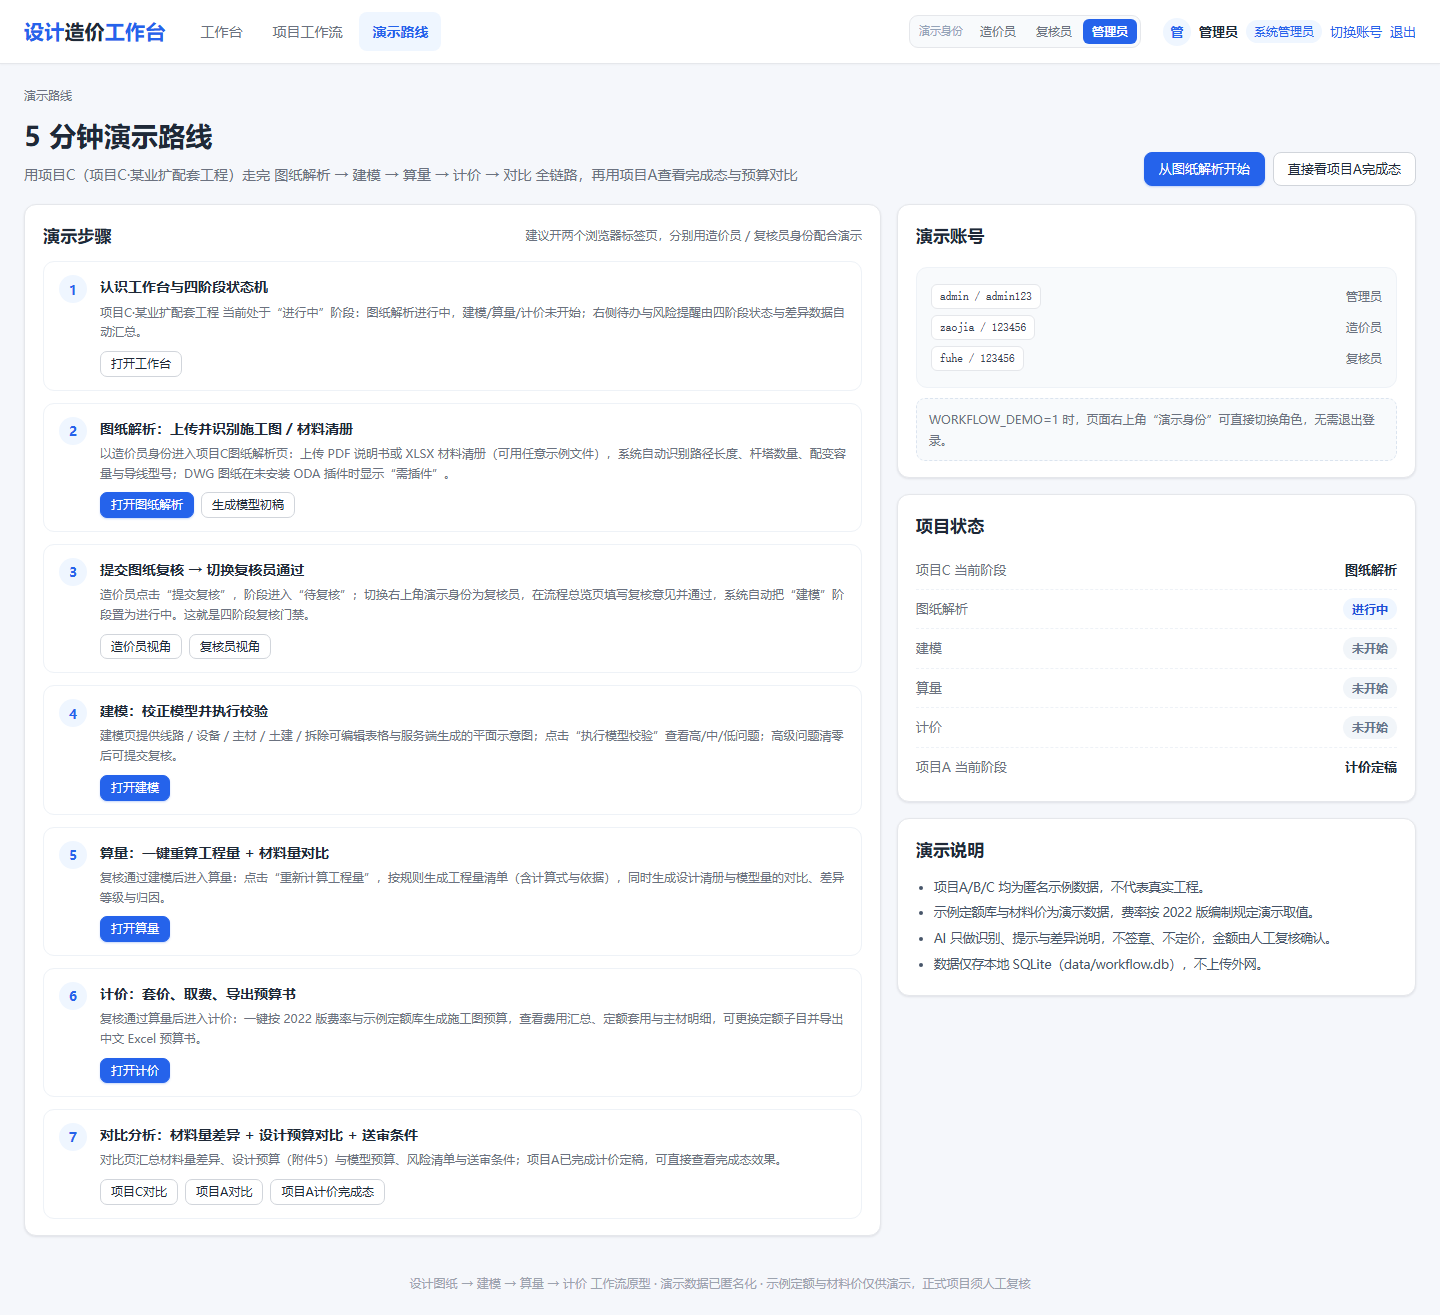 设计造价工作台
工作台
项目工作流
演示路线
演示身份
造价员
复核员
管理员
管
管理员
系统管理员
切换账号
退出
演示路线
5 分钟演示路线
用项目C（项目C·某业扩配套工程）走完 图纸解析 → 建模 → 算量 → 计价 → 对比 全链路，再用项目A查看完成态与预算对比
从图纸解析开始
直接看项目A完成态
演示步骤
建议开两个浏览器标签页，分别用造价员 / 复核员身份配合演示
1
认识工作台与四阶段状态机
项目C·某业扩配套工程 当前处于“进行中”阶段：图纸解析进行中，建模/算量/计价未开始；右侧待办与风险提醒由四阶段状态与差异数据自
动汇总。
打开工作台
2
图纸解析：上传并识别施工图 / 材料清册
以造价员身份进入项目C图纸解析页；上传 PDF 说明书或 XLSX 材料清册（可用任意示例文件），系统自动识别路径长度、杆塔数量、配变容
量与导线型号；DWG 图纸在未安装 ODA 插件时显示“需插件”。
打开图纸解析
生成模型初稿
3
提交图纸复核 → 切换复核员通过
造价员点击“提交复核”，阶段进入“待复核”；切换右上角演示身份为复核员，在流程总览页填写复核意见并通过，系统自动把“建模”阶
段置为进行中。这就是四阶段复核门禁。
造价员视角
复核员视角
4
建模：校正模型并执行校验
建模页提供线路 / 设备 / 主材 / 土建 / 拆除可编辑表格与服务端生成的平面示意图；点击“执行模型校验”查看高/中/低问题；高级问题清零
后可提交复核。
打开建模
5
算量：一键重算工程量 + 材料量对比
复核通过建模后进入算量：点击“重新计算工程量”，按规则生成工程量清单（含计算式与依据），同时生成设计清册与模型量的对比、差异
等级与归因。
打开算量
6
计价：套价、取费、导出预算书
复核通过算量后进入计价：一键按 2022 版费率与示例定额库生成施工图预算，查看费用汇总、定额套用与主材明细，可更换定额子目并导出
中文 Excel 预算书。
打开计价
7
对比分析：材料量差异 + 设计预算对比 + 送审条件
对比页汇总材料量差异、设计预算（附件5）与模型预算、风险清单与送审条件；项目A已完成计价定稿，可直接查看完成态效果。
项目C对比
项目A对比
项目A计价完成态
演示账号
admin / admin123
管理员
zaojia / 123456
造价员
fuhe / 123456
复核员
WORKFLOW_DEMO=1 时，页面右上角“演示身份”可直接切换角色，无需退出登
录。
项目状态
项目C 当前阶段
图纸解析
图纸解析
进行中
建模
未开始
算量
未开始
计价
未开始
项目A 当前阶段
计价定稿
演示说明
• 项目A/B/C 均为匿名示例数据，不代表真实工程。
• 示例定额库与材料价为演示数据，费率按 2022 版编制规定演示取值。
• AI 只做识别、提示与差异说明，不签章、不定价，金额由人工复核确认。
• 数据仅存本地 SQLite（data/workflow.db），不上传外网。
设计图纸 → 建模 → 算量 → 计价 工作流原型 · 演示数据已匿名化 · 示例定额与材料价仅供演示，正式项目须人工复核